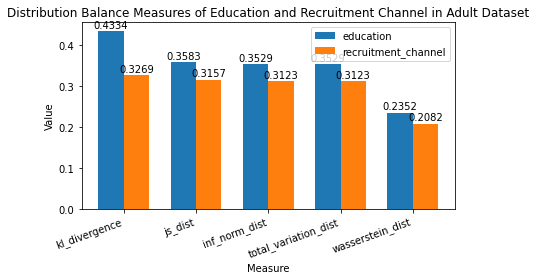 Distribution Balance Measures of Education and Recruitment Channel in Adult Dataset
education
recruitment_channel
0.4334
0.3269
0.3583
0.3157
0.3529
0.3123
0.3529
0.3123
0.2352
0.2082
Value
0.4
0.3
0.2
0.1
0.0
kl_divergence
js_dist
inf_norm_dist
total_variation_dist
wasserstein_dist
Measure